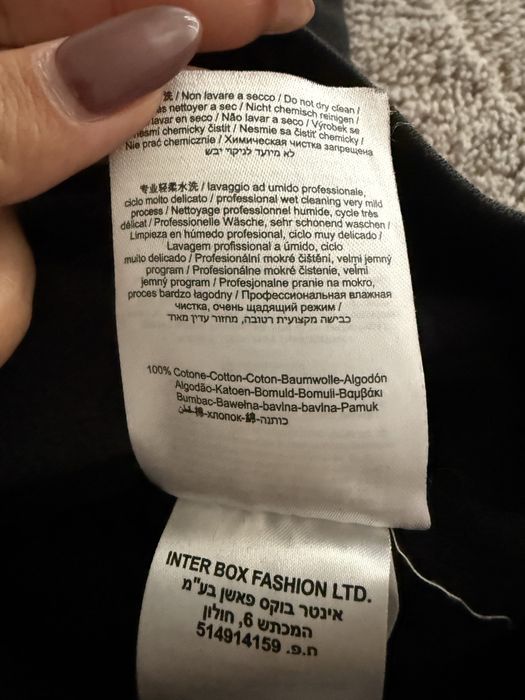 洗 / Non lavare a secco / Do not dry clean /
nettoyer a sec / Nicht chemisch reinigen /
lavar en seco / Não lavar a seco / Výrobek se
nesmí chemicky čistit / Nesmie sa čistiť chemicky /
Nie prać chemicznie / Химическая чистка запрещена
לא מיועד לניקוי יבש
专业轻柔水洗 / lavaggio ad umido professionale,
ciclo molto delicato / professional wet cleaning very mild
process / Nettoyage professionnel humide, cycle très
délicat / Professionelle Wäsche, sehr schonend waschen /
Limpieza en húmedo profesional, ciclo muy delicado /
Lavagem profissional a úmido, ciclo
muito delicado / Profesionální mokré čištění, velmi jemný
program / Profesionálne mokré čistenie, veľmi
jemný program / Profesjonalne pranie na mokro,
proces bardzo łagodny / Профессиональная влажная
чистка, очень щадящий режим /
כביסה מקצועית רטובה, מחזור עדין מאוד
100% Cotone-Cotton-Coton-Baumwolle-Algodón
Algodão-Katoen-Bomuld-Bomull-Βαμβάκι
Bumbac-Bawełna-bavlna-bavlna-Pamuk
قطن-棉-хлопок-綿-כותנה
INTER BOX FASHION LTD.
אינטר בוקס פאשן בע"מ
המכתש 6, חולון
ח.פ. 514914159